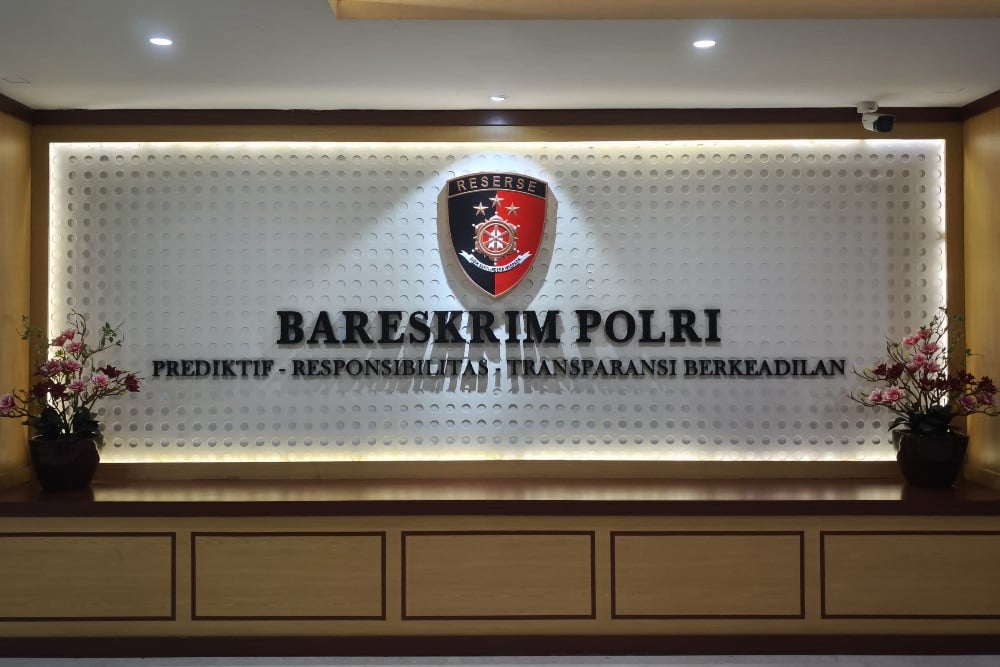 RESERSE
BARESKRIM POLRI
PREDIKTIF - RESPONSIBILITAS - TRANSPARANSI BERKEADILAN